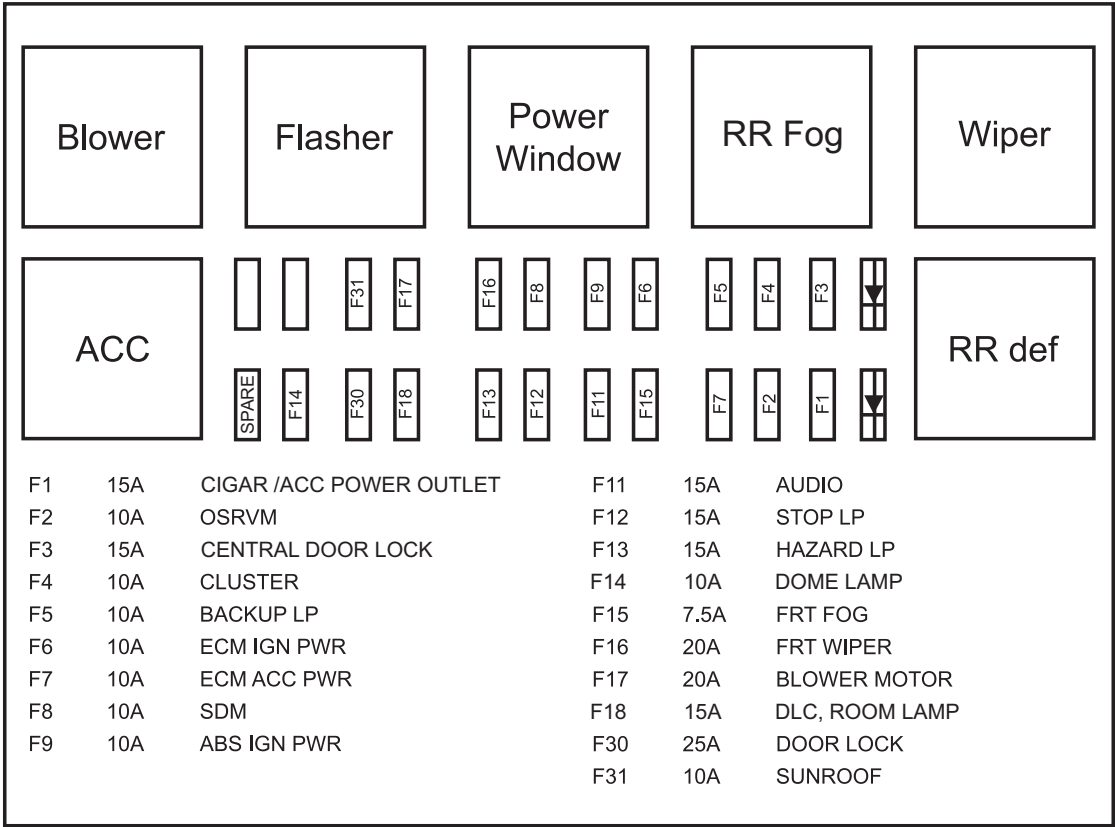 Blower
Flasher
Power
Window
RR Fog
Wiper
ACC
F31
F17
F16
F8
F9
F6
F5
F4
F3
RR def
SPARE
F14
F30
F18
F13
F12
F11
F15
F7
F2
F1
F1 15A CIGAR /ACC POWER OUTLET
F2 10A OSRVM
F3 15A CENTRAL DOOR LOCK
F4 10A CLUSTER
F5 10A BACKUP LP
F6 10A ECM IGN PWR
F7 10A ECM ACC PWR
F8 10A SDM
F9 10A ABS IGN PWR
F11 15A AUDIO
F12 15A STOP LP
F13 15A HAZARD LP
F14 10A DOME LAMP
F15 7.5A FRT FOG
F16 20A FRT WIPER
F17 20A BLOWER MOTOR
F18 15A DLC, ROOM LAMP
F30 25A DOOR LOCK
F31 10A SUNROOF